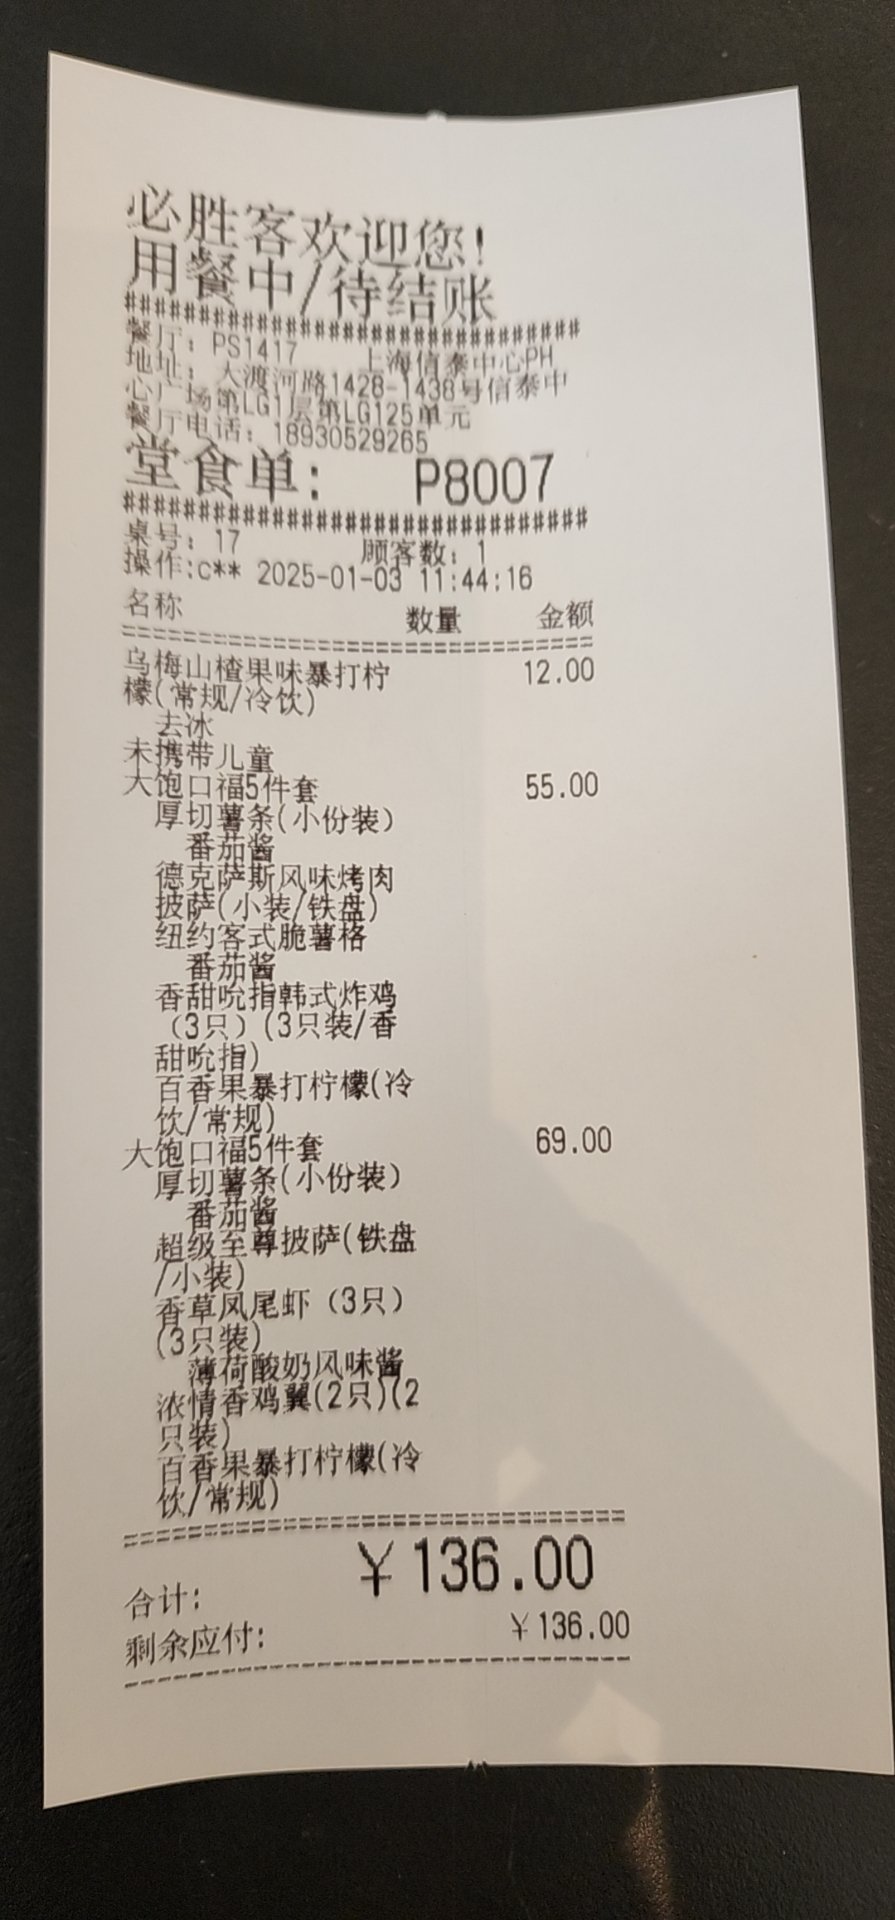 必胜客欢迎您!
用餐中/待结账
######################################
餐厅: PS1417 上海信泰中心PH
地址: 大渡河路1428-1438号信泰中
心广场第LG1层第LG125单元
餐厅电话: 18930529265
堂食单: P8007
######################################
桌号: 17 顾客数: 1
操作:c** 2025-01-03 11:44:16
名称 数量 金额
======================================
乌梅山楂果味暴打柠 12.00
檬(常规/冷饮)
去冰
未携带儿童
大饱口福5件套 55.00
厚切薯条(小份装)
番茄酱
德克萨斯风味烤肉
披萨(小装/铁盘)
纽约客式脆薯格
番茄酱
香甜吮指韩式炸鸡
(3只)(3只装/香
甜吮指)
百香果暴打柠檬(冷
饮/常规)
大饱口福5件套 69.00
厚切薯条(小份装)
番茄酱
超级至尊披萨(铁盘
/小装)
香草凤尾虾(3只)
(3只装)
薄荷酸奶风味酱
浓情香鸡翼(2只)(2
只装)
百香果暴打柠檬(冷
饮/常规)
======================================
合计: ¥136.00
剩余应付: ¥136.00
--------------------------------------